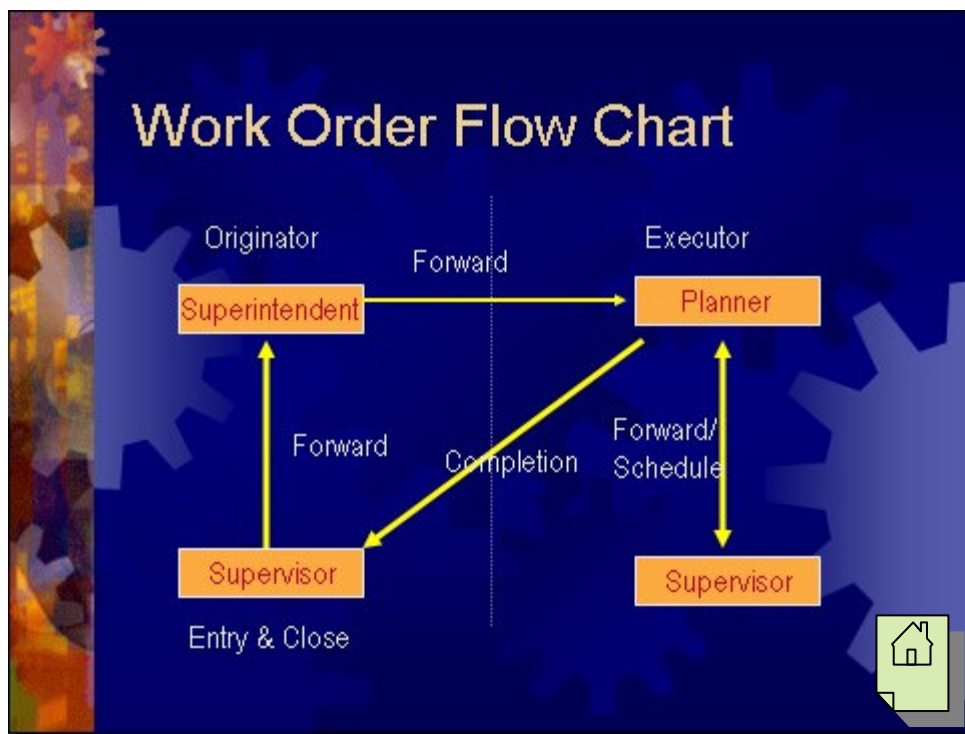 Work Order Flow Chart
Originator
Executor
Forward
Superintendent
Planner
Forward
Completion
Forward/
Schedule
Supervisor
Supervisor
Entry & Close